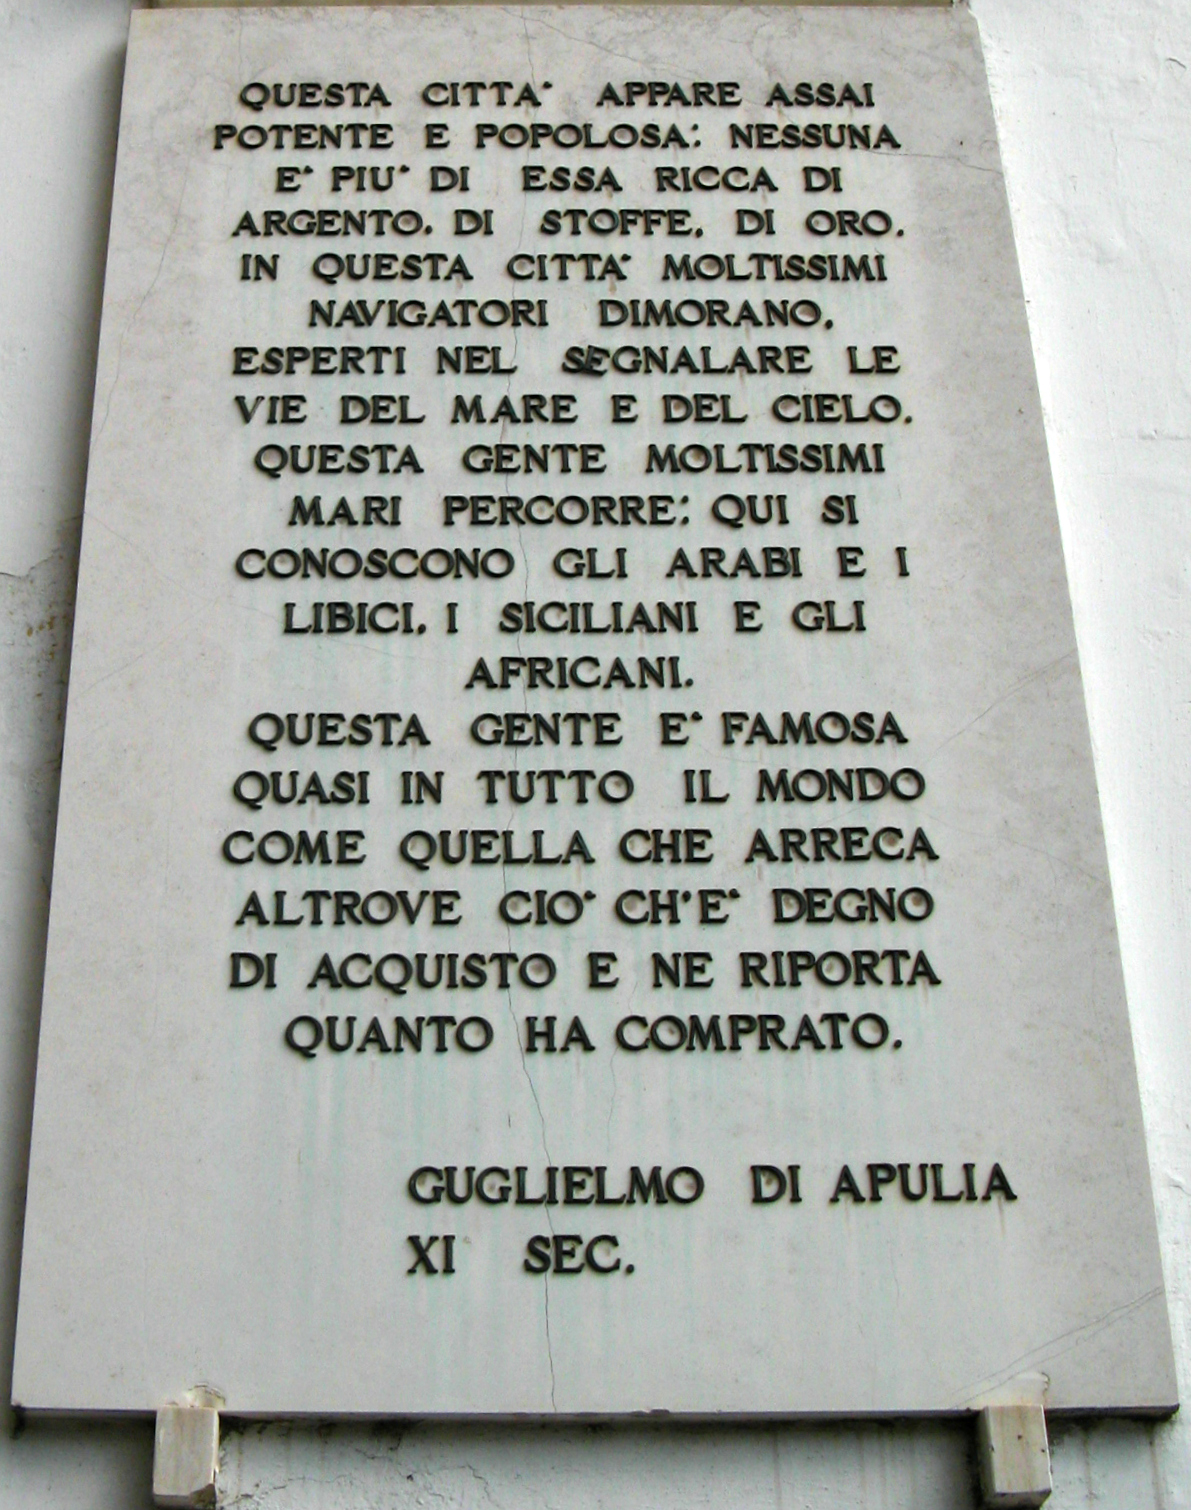 QUESTA CITTA' APPARE ASSAI
POTENTE E POPOLOSA: NESSUNA
E' PIU' DI ESSA RICCA DI
ARGENTO, DI STOFFE, DI ORO.
IN QUESTA CITTA' MOLTISSIMI
NAVIGATORI DIMORANO,
ESPERTI NEL SEGNALARE LE
VIE DEL MARE E DEL CIELO.
QUESTA GENTE MOLTISSIMI
MARI PERCORRE: QUI SI
CONOSCONO GLI ARABI E I
LIBICI, I SICILIANI E GLI
AFRICANI.
QUESTA GENTE E' FAMOSA
QUASI IN TUTTO IL MONDO
COME QUELLA CHE ARRECA
ALTROVE CIO' CH'E' DEGNO
DI ACQUISTO E NE RIPORTA
QUANTO HA COMPRATO.
GUGLIELMO DI APULIA
XI SEC.